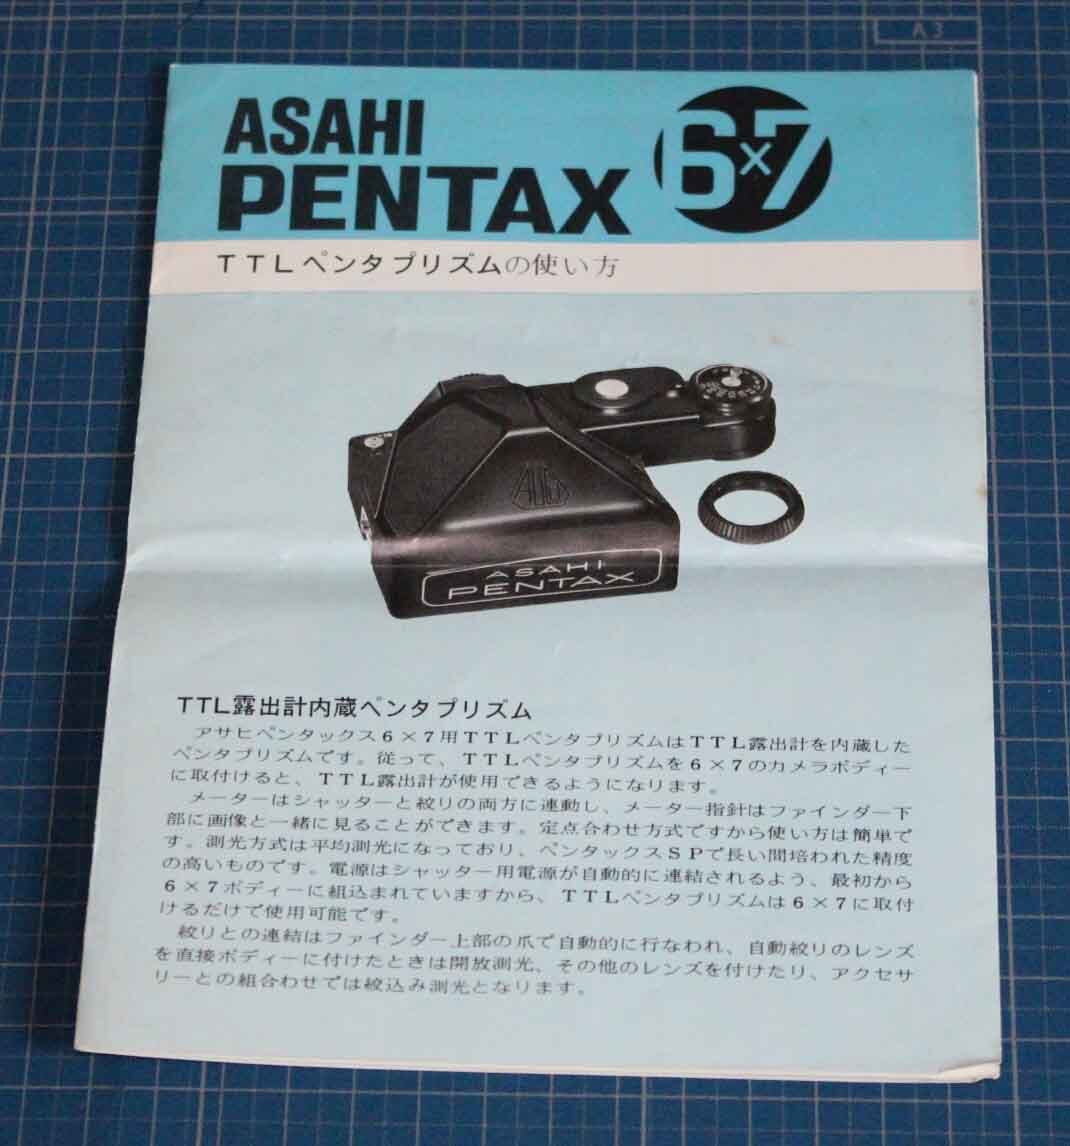 A3
ASAHI
PENTAX 6×7
TTLペンタプリズムの使い方
ASAHI
PENTAX
TTL露出計内蔵ペンタプリズム
アサヒペンタックス6×7用TTLペンタプリズムはTTL露出計を内蔵した
ペンタプリズムです。従って、TTLペンタプリズムを6×7のカメラボディー
に取付けると、TTL露出計が使用できるようになります。
メーターはシャッターと絞りの両方に連動し、メーター指針はファインダー下
部に画像と一緒に見ることができます。定点合わせ方式ですから使い方は簡単で
す。測光方式は平均測光になっており、ペンタックスSPで長い間培われた精度
の高いものです。電源はシャッター用電源が自動的に連結されるよう、最初から
6×7ボディーに組込まれていますから、TTLペンタプリズムは6×7に取付
けるだけで使用可能です。
絞りとの連結はファインダー上部の爪で自動的に行なわれ、自動絞りのレンズ
を直接ボディーに付けたときは開放測光、その他のレンズを付けたり、アクセサ
リーとの組合わせでは絞込み測光となります。